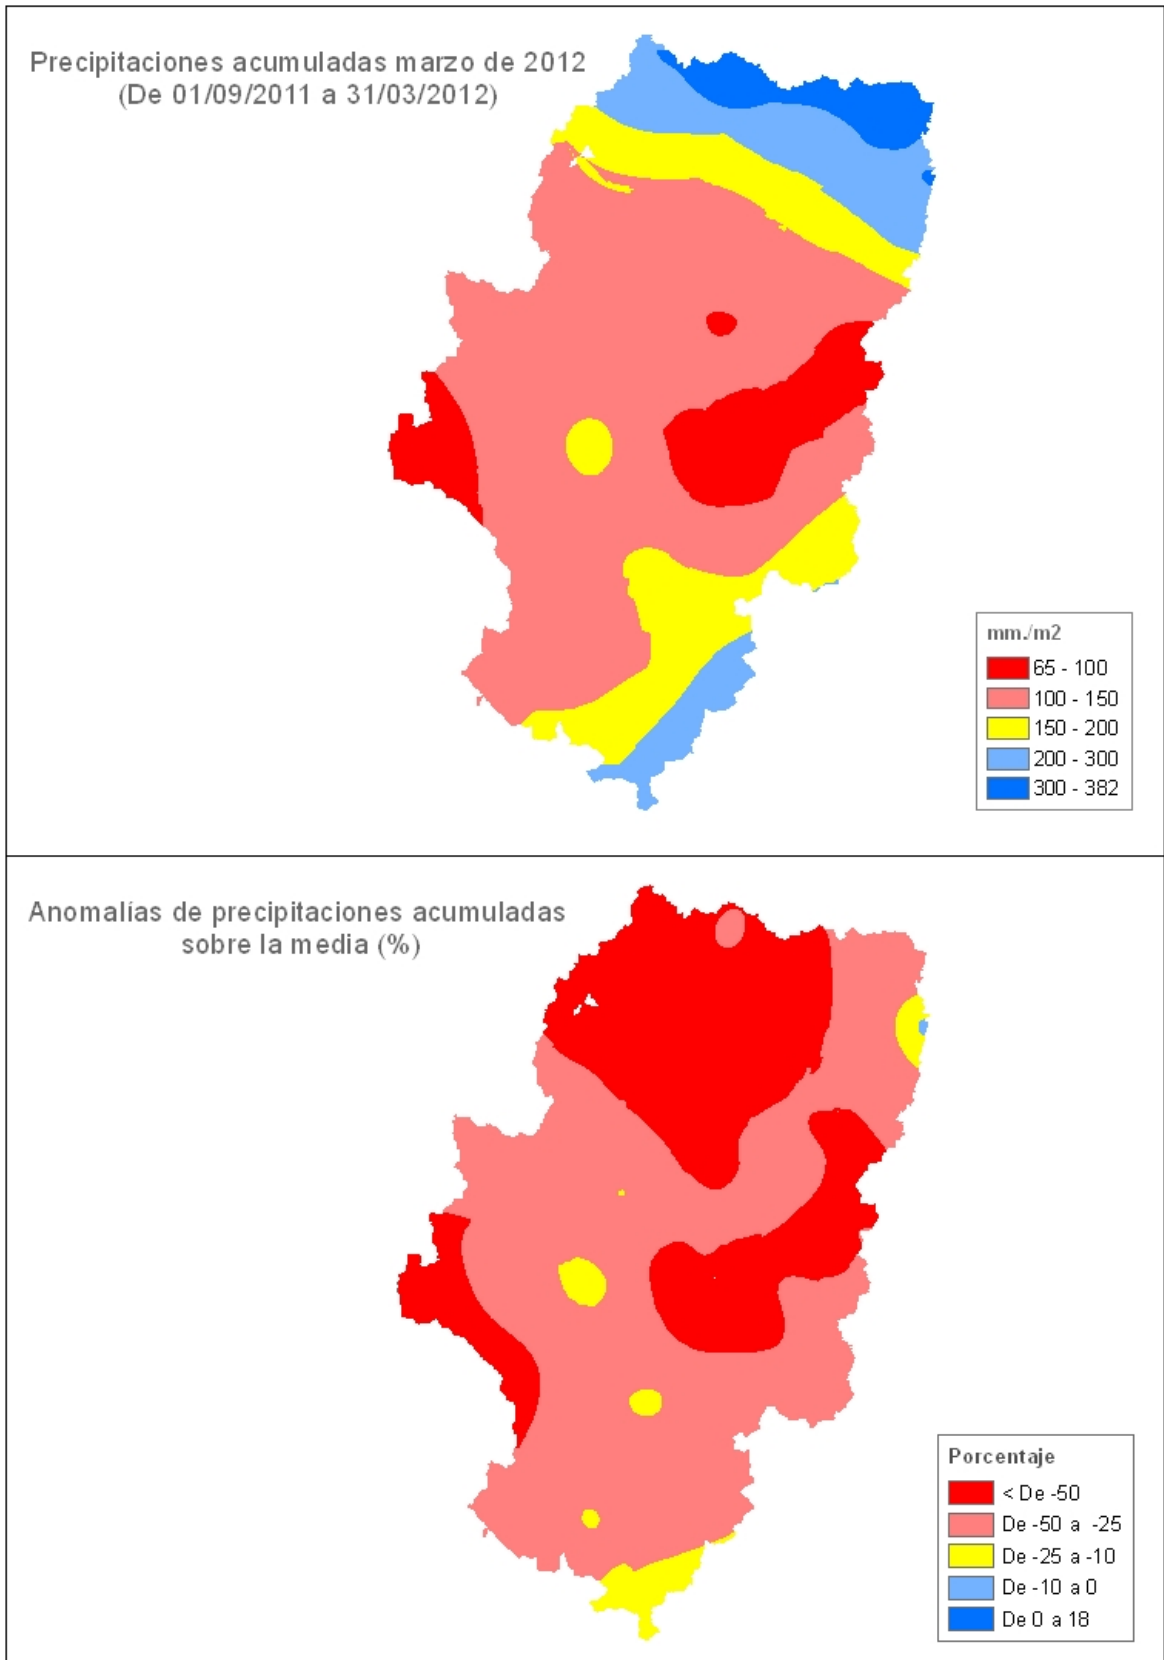 Precipitaciones acumuladas marzo de 2012
(De 01/09/2011 a 31/03/2012)
mm./m2
65 - 100
100 - 150
150 - 200
200 - 300
300 - 382
Anomalías de precipitaciones acumuladas
sobre la media (%)
Porcentaje
< De -50
De -50 a -25
De -25 a -10
De -10 a 0
De 0 a 18